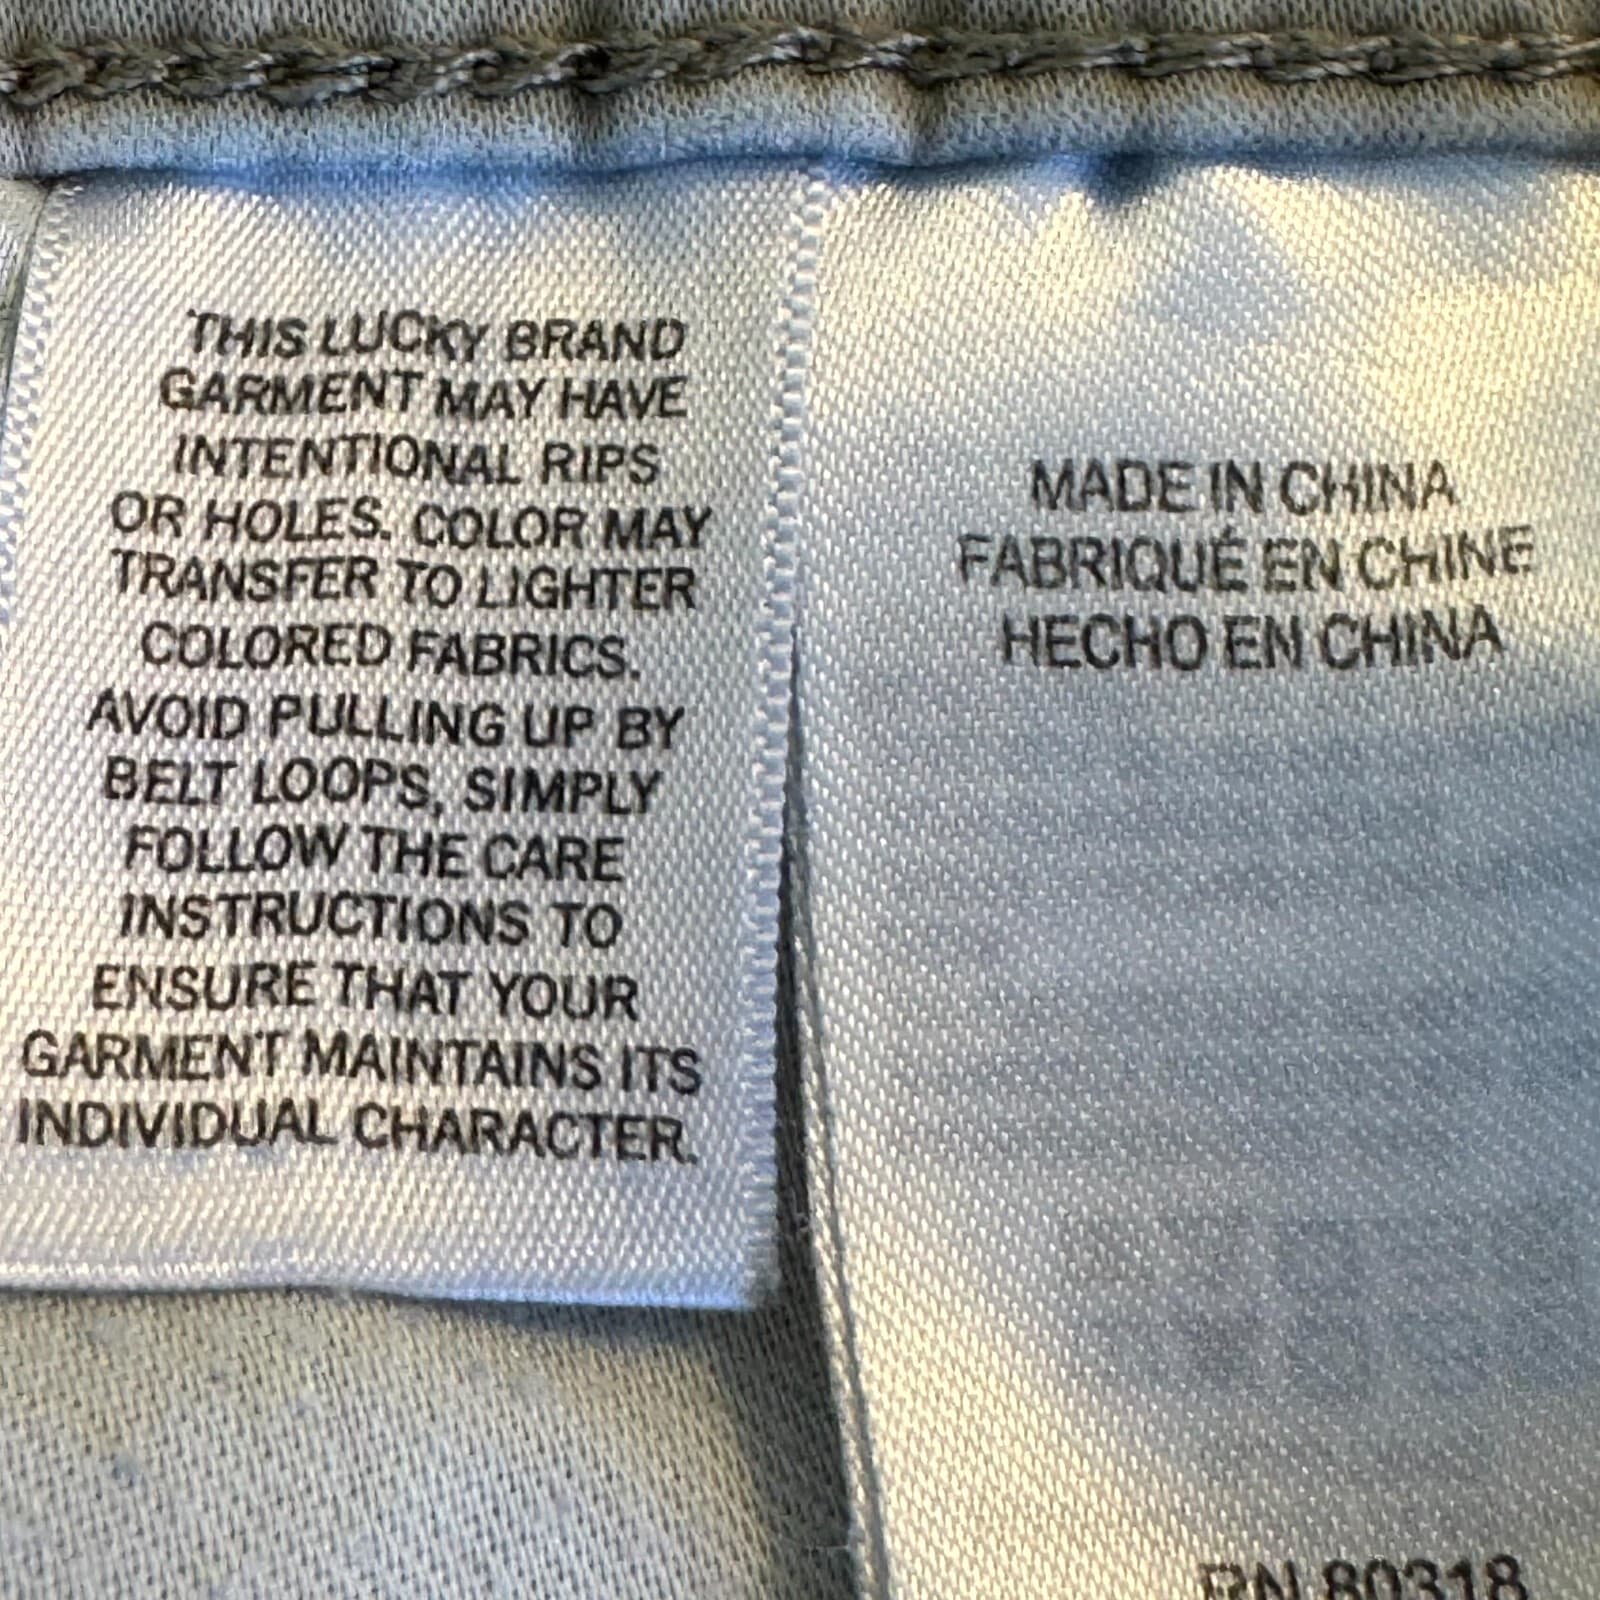 THIS LUCKY BRAND
GARMENT MAY HAVE
INTENTIONAL RIPS
OR HOLES. COLOR MAY
TRANSFER TO LIGHTER
COLORED FABRICS.
AVOID PULLING UP BY
BELT LOOPS, SIMPLY
FOLLOW THE CARE
INSTRUCTIONS TO
ENSURE THAT YOUR
GARMENT MAINTAINS ITS
INDIVIDUAL CHARACTER.
MADE IN CHINA
FABRIQUÉ EN CHINE
HECHO EN CHINA
RN 80318